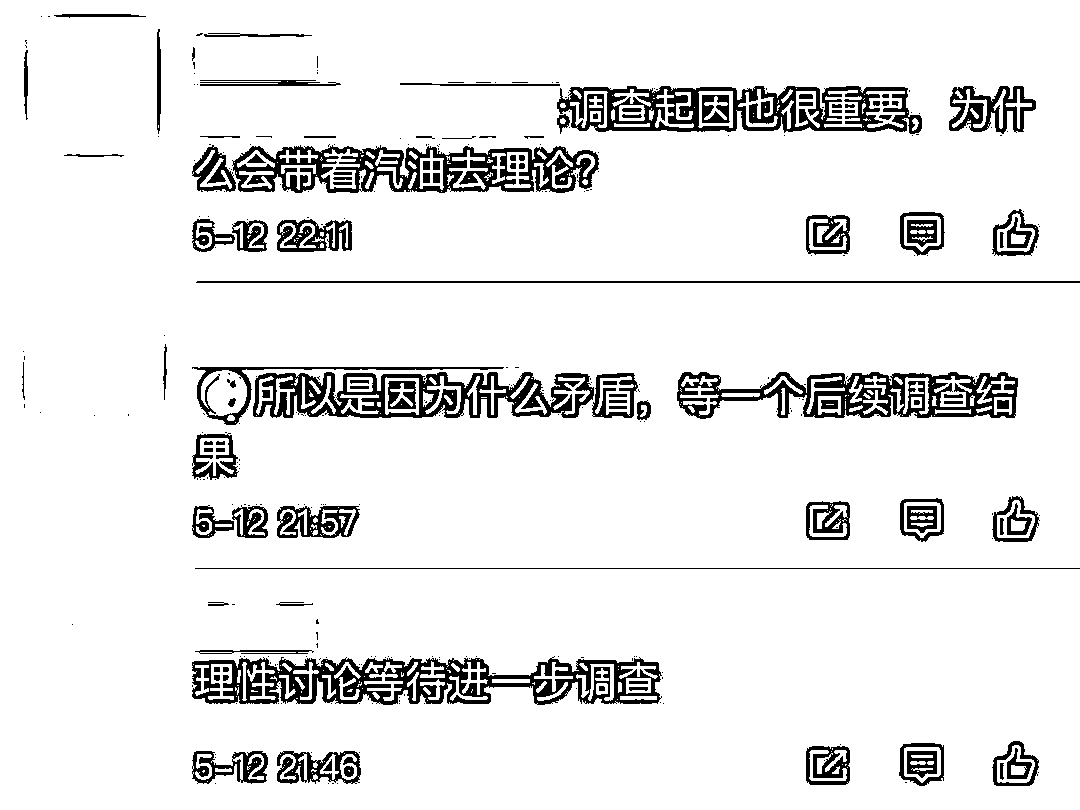 :调查起因也很重要，为什
么会带着汽油去理论？
5-12 22:11
所以是因为什么矛盾，等一个后续调查结
果
5-12 21:57
理性讨论等待进一步调查
5-12 21:46